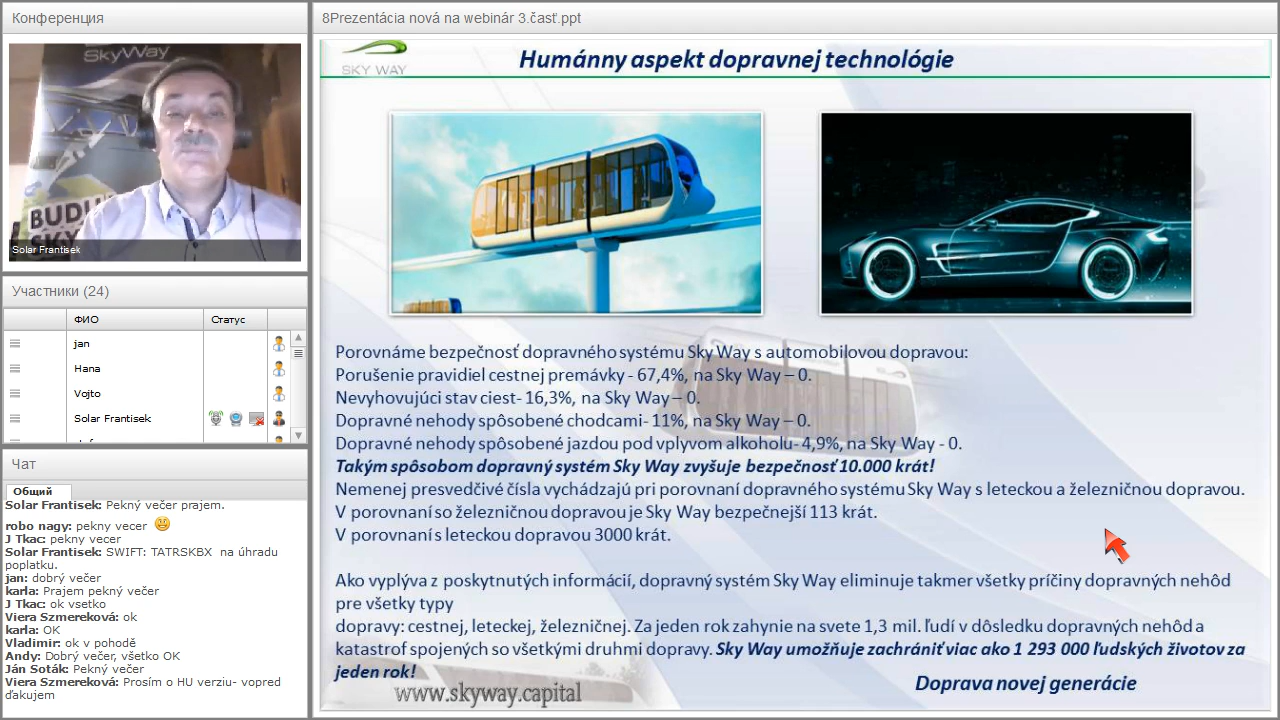 Конференция
SkyWay
BUDU
SKY
Solar Frantisek
Участники (24)
ФИО
Статус
jan
Hana
Vojto
Solar Frantisek
Чат
Общий
Solar Frantisek: Pekný večer prajem.
robo nagy: pekny vecer
J Tkac: pekny vecer
Solar Frantisek: SWIFT: TATRSKBX na úhradu
poplatku.
jan: dobrý večer
karla: Prajem pekný večer
J Tkac: ok vsetko
Viera Szmereková: ok
karla: OK
Vladimir: ok v pohodě
Andy: Dobrý večer, všetko OK
Ján Soták: Pekný večer
Viera Szmereková: Prosím o HU verziu- vopred
ďakujem
8Prezentácia nová na webinár 3.časť.ppt
SKY WAY
Humánny aspekt dopravnej technológie
Porovnáme bezpečnosť dopravného systému Sky Way s automobilovou dopravou:
Porušenie pravidiel cestnej premávky - 67,4%, na Sky Way – 0.
Nevyhovujúci stav ciest- 16,3%, na Sky Way – 0.
Dopravné nehody spôsobené chodcami- 11%, na Sky Way – 0.
Dopravné nehody spôsobené jazdou pod vplyvom alkoholu- 4,9%, na Sky Way - 0.
Takým spôsobom dopravný systém Sky Way zvyšuje bezpečnosť 10.000 krát!
Nemenej presvedčivé čísla vychádzajú pri porovnaní dopravného systému Sky Way s leteckou a železničnou dopravou.
V porovnaní so železničnou dopravou je Sky Way bezpečnejší 113 krát.
V porovnaní s leteckou dopravou 3000 krát.
Ako vyplýva z poskytnutých informácií, dopravný systém Sky Way eliminuje takmer všetky príčiny dopravných nehôd
pre všetky typy
dopravy: cestnej, leteckej, železničnej. Za jeden rok zahynie na svete 1,3 mil. ľudí v dôsledku dopravných nehôd a
katastrof spojených so všetkými druhmi dopravy. Sky Way umožňuje zachrániť viac ako 1 293 000 ľudských životov za
jeden rok!
www.skyway.capital
Doprava novej generácie